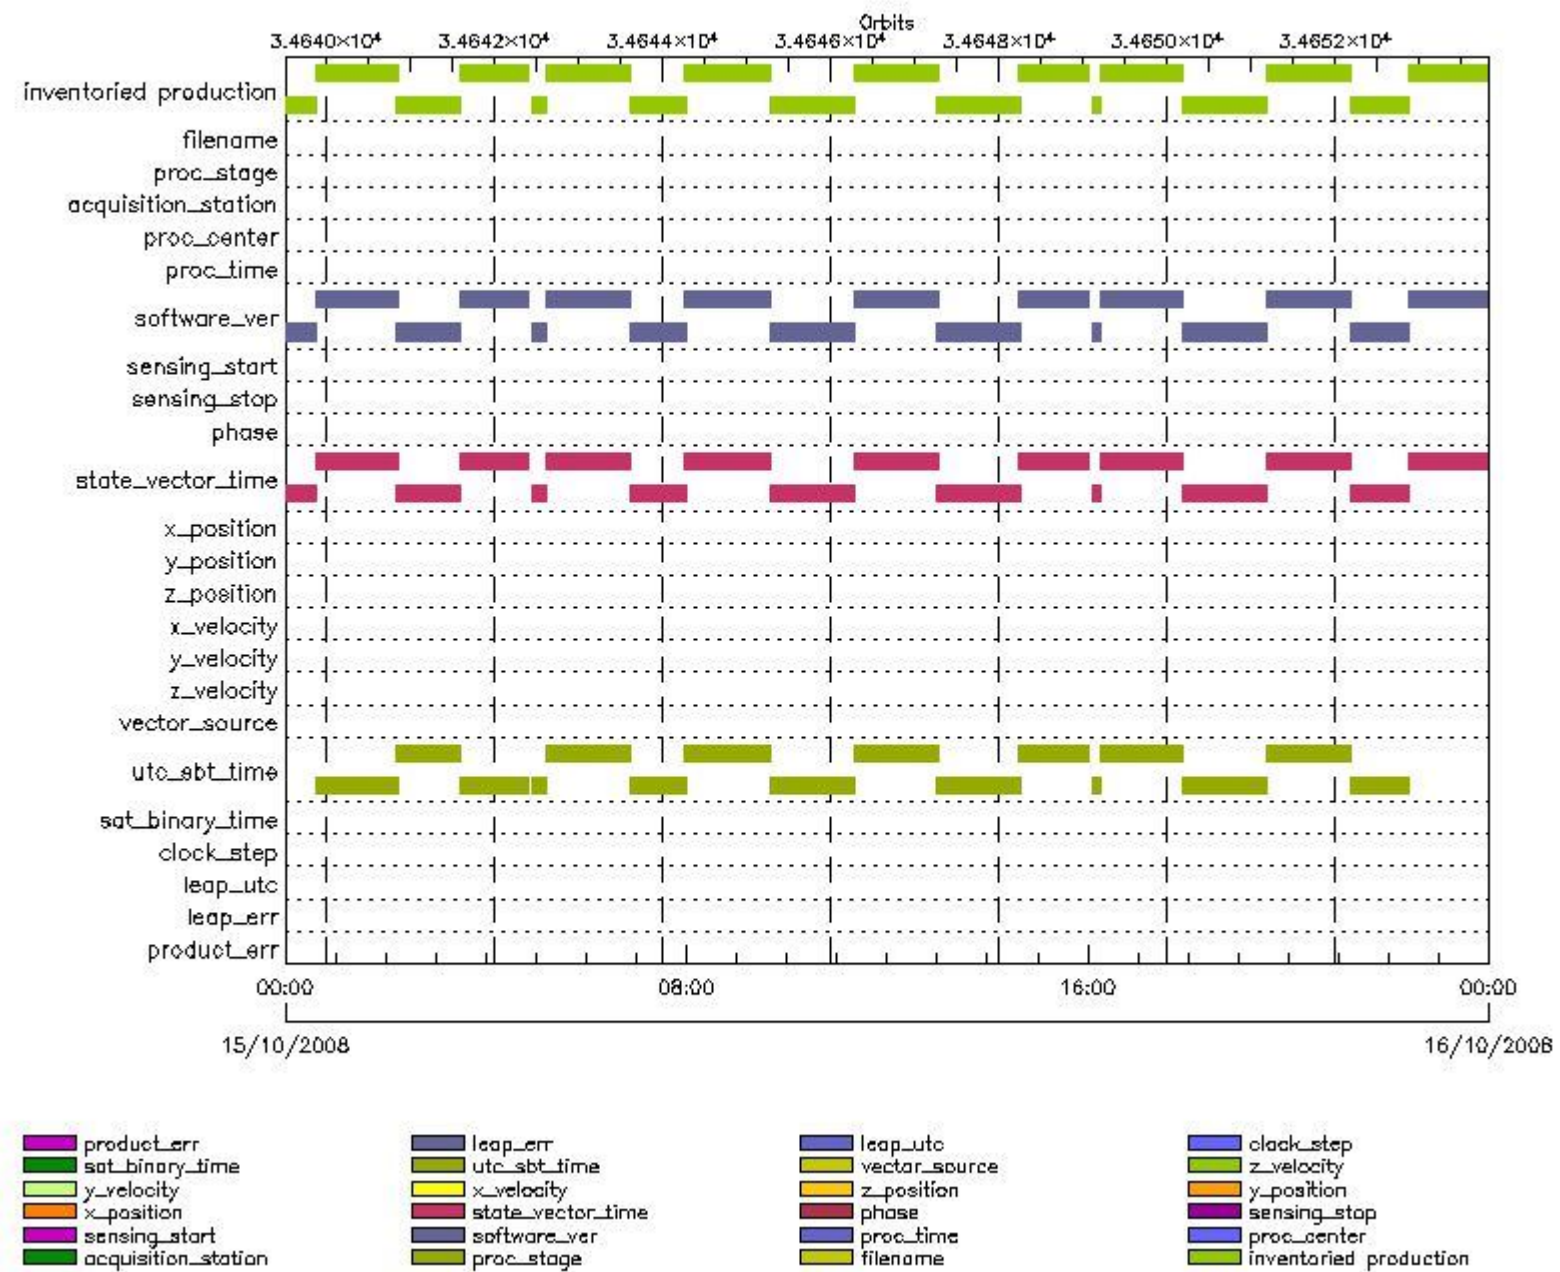 Orbits
3.4640×10⁴ 3.4642×10⁴ 3.4644×10⁴ 3.4646×10⁴ 3.4648×10⁴ 3.4650×10⁴ 3.4652×10⁴
inventoried production
filename
proc_stage
acquisition_station
proc_center
proc_time
software_ver
sensing_start
sensing_stop
phase
state_vector_time
x_position
y_position
z_position
x_velocity
y_velocity
z_velocity
vector_source
utc_sbt_time
sat_binary_time
clock_step
leap_utc
leap_err
product_err
00:00 08:00 16:00 00:00
15/10/2008 16/10/2008
product_err leap_err leap_utc clock_step
sat_binary_time utc_sbt_time vector_source z_velocity
y_velocity x_velocity z_position y_position
x_position state_vector_time phase sensing_stop
sensing_start software_ver proc_time proc_center
acquisition_station proc_stage filename inventoried production